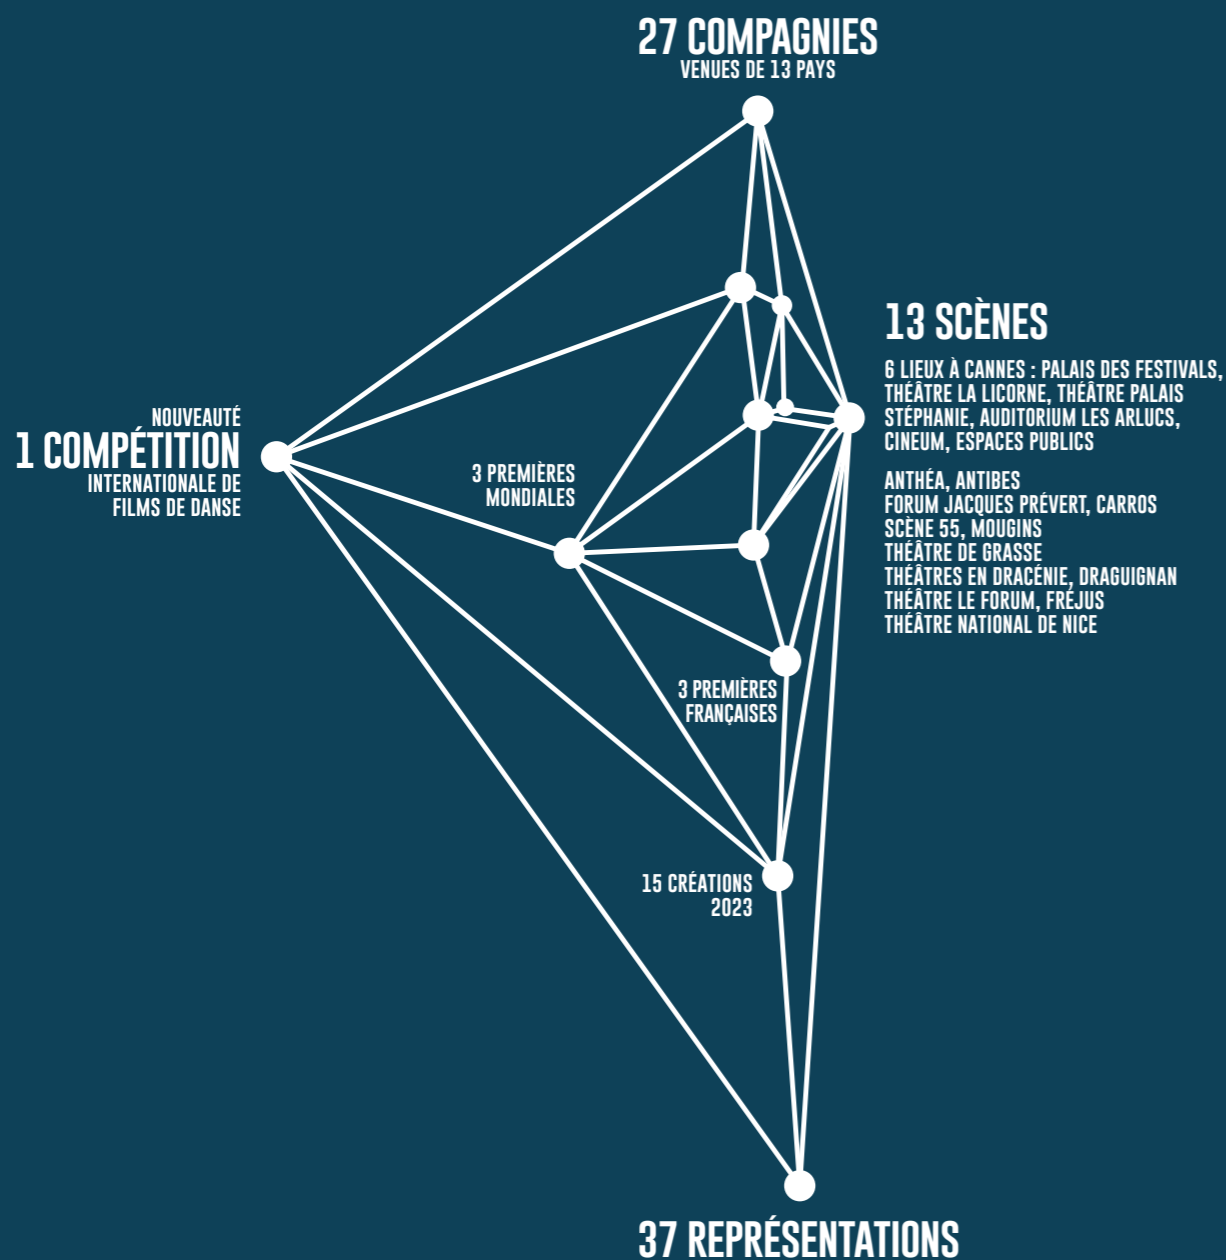 27 COMPAGNIES
VENUES DE 13 PAYS
13 SCÈNES
6 LIEUX À CANNES : PALAIS DES FESTIVALS,
THÉÂTRE LA LICORNE, THÉÂTRE PALAIS
STÉPHANIE, AUDITORIUM LES ARLUCS,
CINEUM, ESPACES PUBLICS
ANTHÉA, ANTIBES
FORUM JACQUES PRÉVERT, CARROS
SCÈNE 55, MOUGINS
THÉÂTRE DE GRASSE
THÉÂTRES EN DRACÉNIE, DRAGUIGNAN
THÉÂTRE LE FORUM, FRÉJUS
THÉÂTRE NATIONAL DE NICE
NOUVEAUTÉ
1 COMPÉTITION
INTERNATIONALE DE
FILMS DE DANSE
3 PREMIÈRES
MONDIALES
3 PREMIÈRES
FRANÇAISES
15 CRÉATIONS
2023
37 REPRÉSENTATIONS